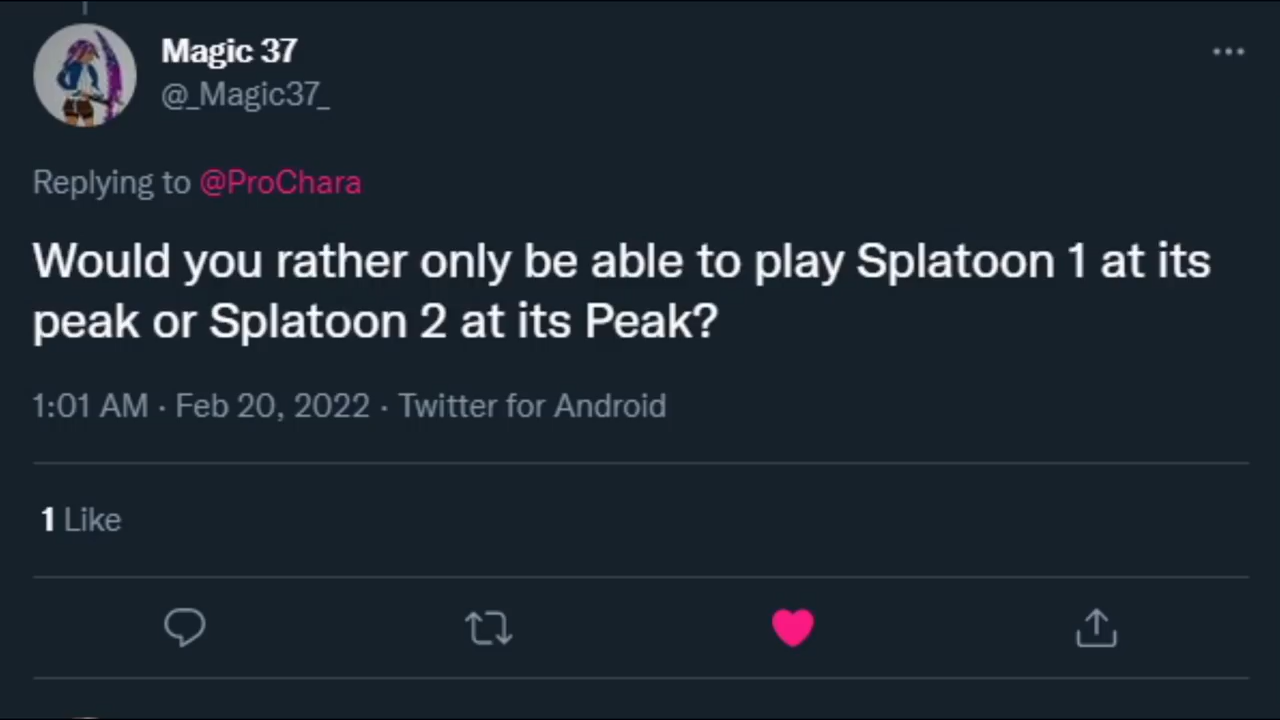 Magic 37
@_Magic37_
Replying to @ProChara
Would you rather only be able to play Splatoon 1 at its
peak or Splatoon 2 at its Peak?
1:01 AM · Feb 20, 2022 · Twitter for Android
1 Like